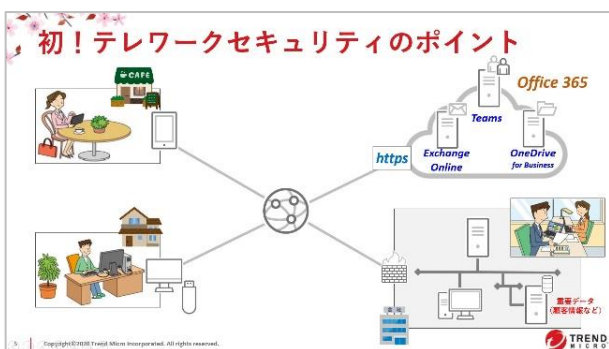 初！テレワークセキュリティのポイント
CAFE
Office 365
Teams
https
Exchange
Online
OneDrive
for Business
重要データ
(顧客情報など)
5
Copyright©2020 Trend Micro Incorporated. All rights reserved.
TREND
MICRO